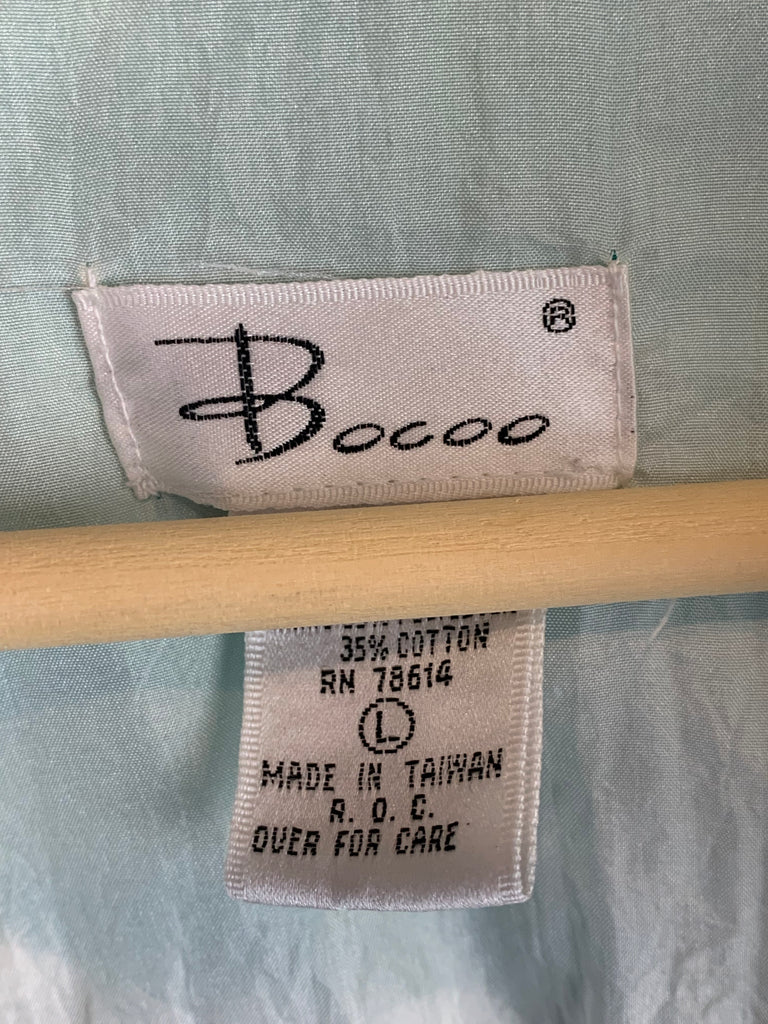 Bocoo ®
35% COTTON
RN 78614
L
MADE IN TAIWAN
R. O. C.
OVER FOR CARE